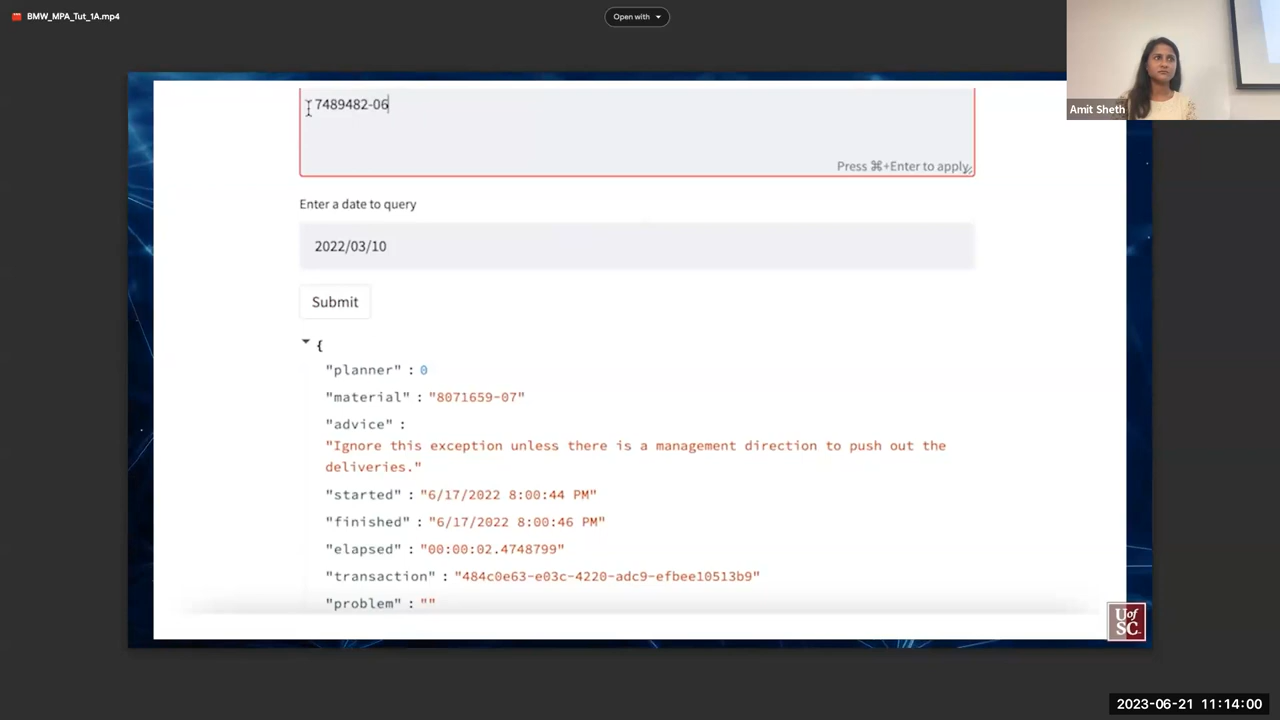 BMW_MPA_Tut_1A.mp4
Open with
Amit Sheth
7489482-06
Press ⌘+Enter to apply
Enter a date to query
2022/03/10
Submit
{
"planner" : 0
"material" : "8071659-07"
"advice" :
"Ignore this exception unless there is a management direction to push out the
deliveries."
"started" : "6/17/2022 8:00:44 PM"
"finished" : "6/17/2022 8:00:46 PM"
"elapsed" : "00:00:02.4748799"
"transaction" : "484c0e63-e03c-4220-adc9-efbee10513b9"
"problem" : ""
U of
SC
2023-06-21 11:14:00